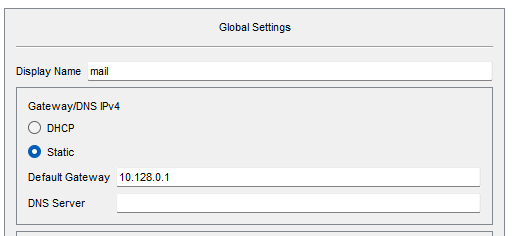 Global Settings
Display Name mail
Gateway/DNS IPv4
DHCP
Static
Default Gateway 10.128.0.1
DNS Server